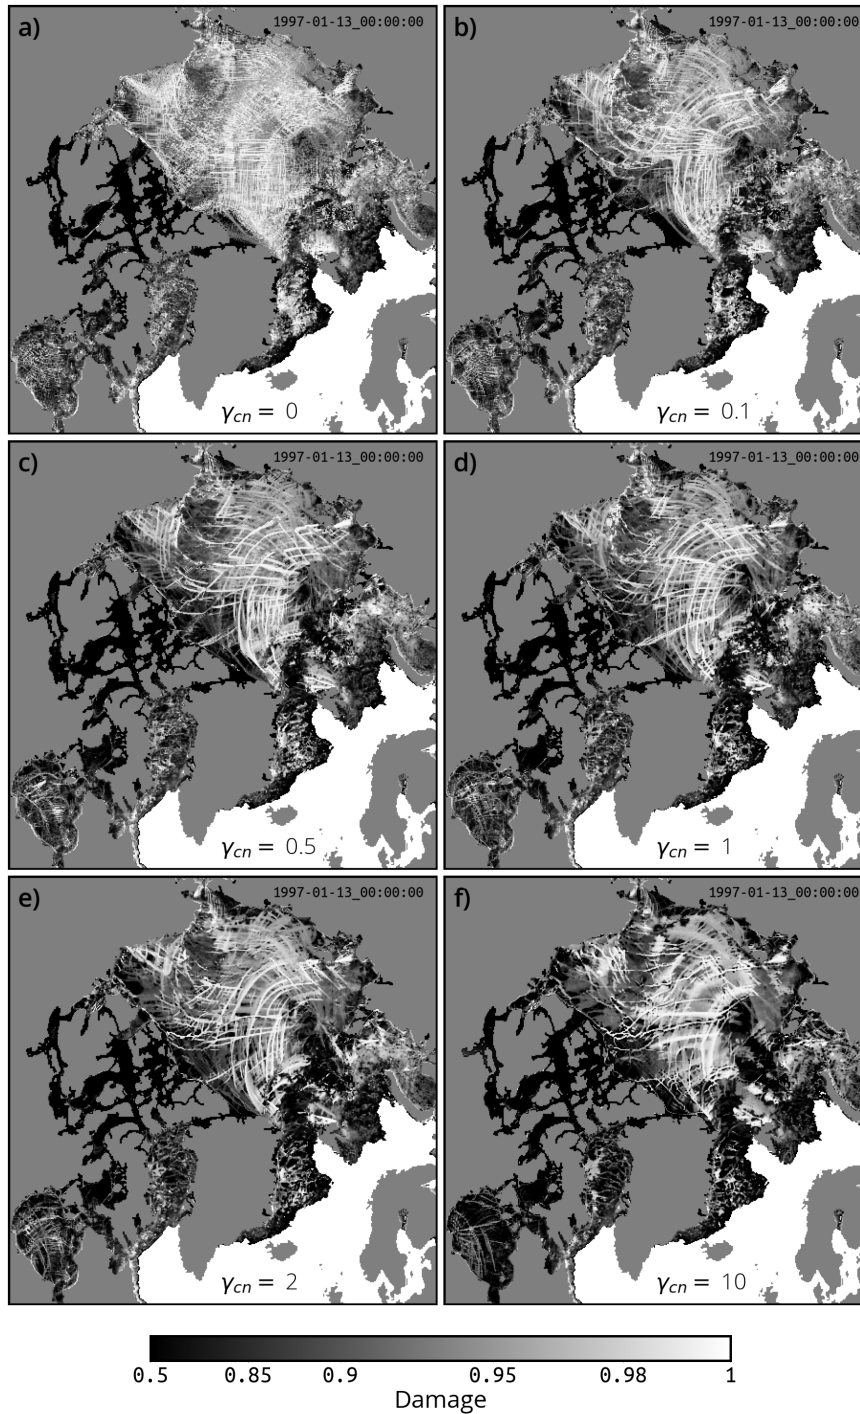 a) 1997-01-13_00:00:00
γcn = 0
b) 1997-01-13_00:00:00
γcn = 0.1
c) 1997-01-13_00:00:00
γcn = 0.5
d) 1997-01-13_00:00:00
γcn = 1
e) 1997-01-13_00:00:00
γcn = 2
f) 1997-01-13_00:00:00
γcn = 10
0.5 0.85 0.9 0.95 0.98 1
Damage